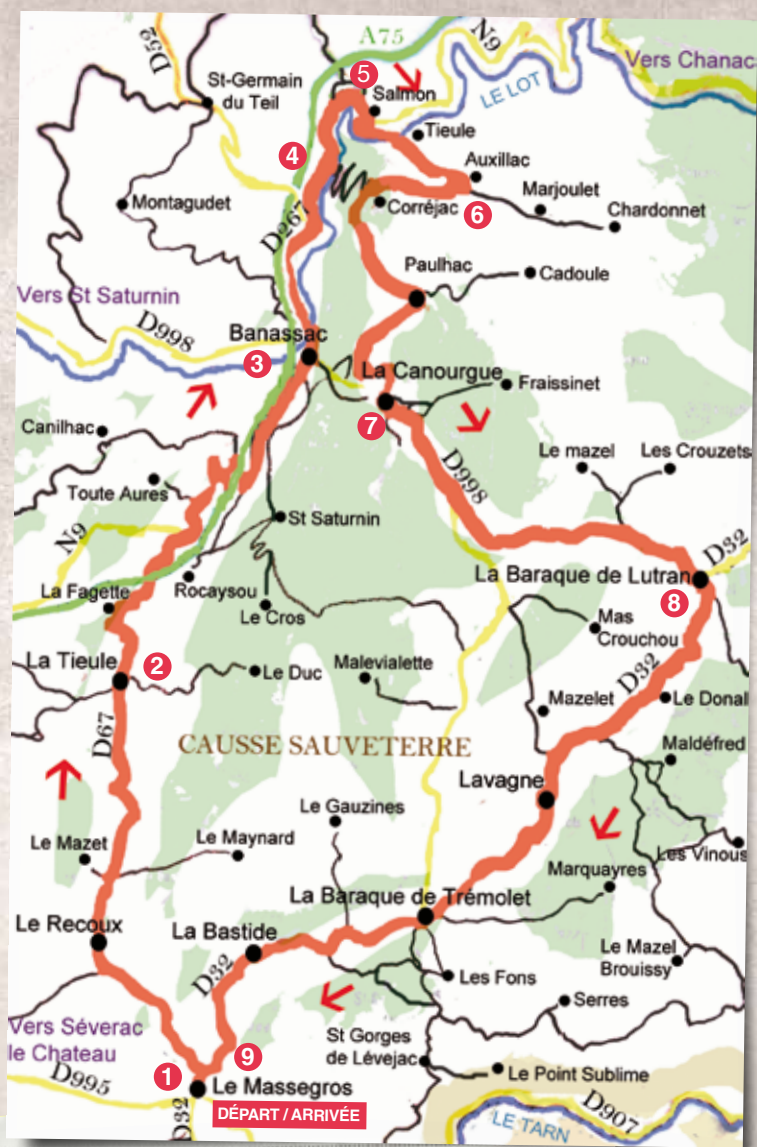 A75
N9
Vers Chanac
D52
5
St-Germain
du Teil
Salmon
LE LOT
Tieule
4
Auxillac
Marjoulet
Montagudet
Corréjac
6
Chardonnet
D267
Paulhac
Cadoule
Vers St Saturnin
D998
Banassac
3
La Canourgue
Fraissinet
7
Canilhac
Le mazel
Les Crouzets
D998
Toute Aures
St Saturnin
N9
D32
La Baraque de Lutran
Rocaysou
La Fagette
8
Le Cros
Mas
Crouchou
La Tieule
2
Le Duc
Malevialette
D32
Le Donal
Mazelet
D67
CAUSSE SAUVETERRE
Maldéfred
Lavagne
Le Gauzines
Le Mazet
Le Maynard
Les Vinous
Marquayres
La Baraque de Trémolet
Le Recoux
La Bastide
Le Mazel
Brouissy
D32
Les Fons
Serres
Vers Séverac
le Chateau
St Gorges
de Lévejac
9
1
Le Point Sublime
D995
Le Massegros
DÉPART / ARRIVÉE
D32
D907
LE TARN